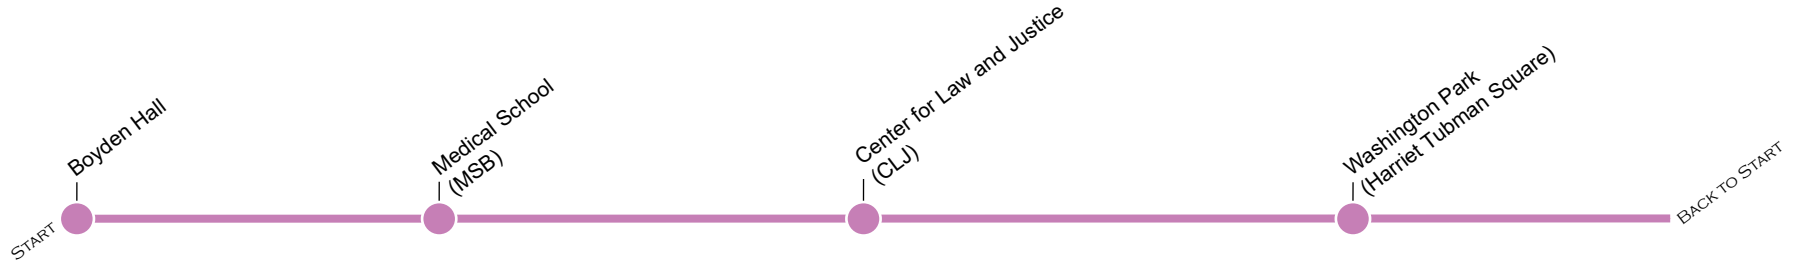 START
Boyden Hall
Medical School
(MSB)
Center for Law and Justice
(CLJ)
Washington Park
(Harriet Tubman Square)
BACK TO START